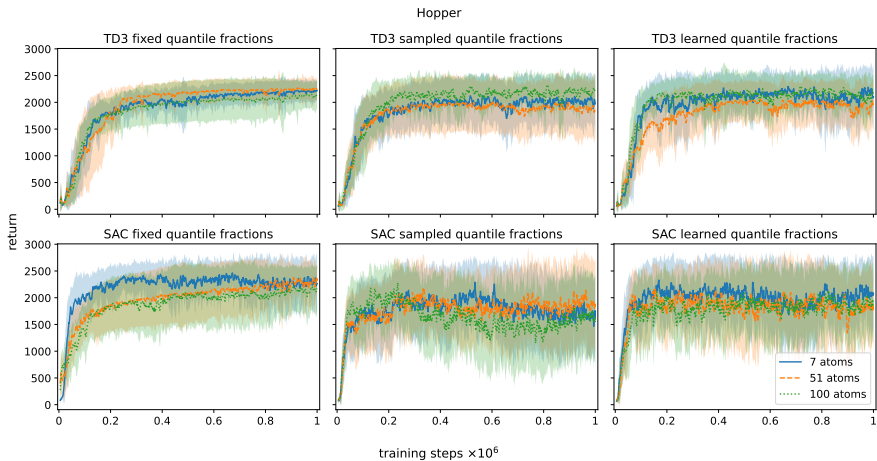 Hopper
TD3 fixed quantile fractions
TD3 sampled quantile fractions
TD3 learned quantile fractions
3000
2500
2000
1500
1000
500
0
SAC fixed quantile fractions
SAC sampled quantile fractions
SAC learned quantile fractions
3000
2500
2000
1500
1000
500
0
return
7 atoms
51 atoms
100 atoms
0 0.2 0.4 0.6 0.8 1
0 0.2 0.4 0.6 0.8 1
0 0.2 0.4 0.6 0.8 1
training steps ×10⁶